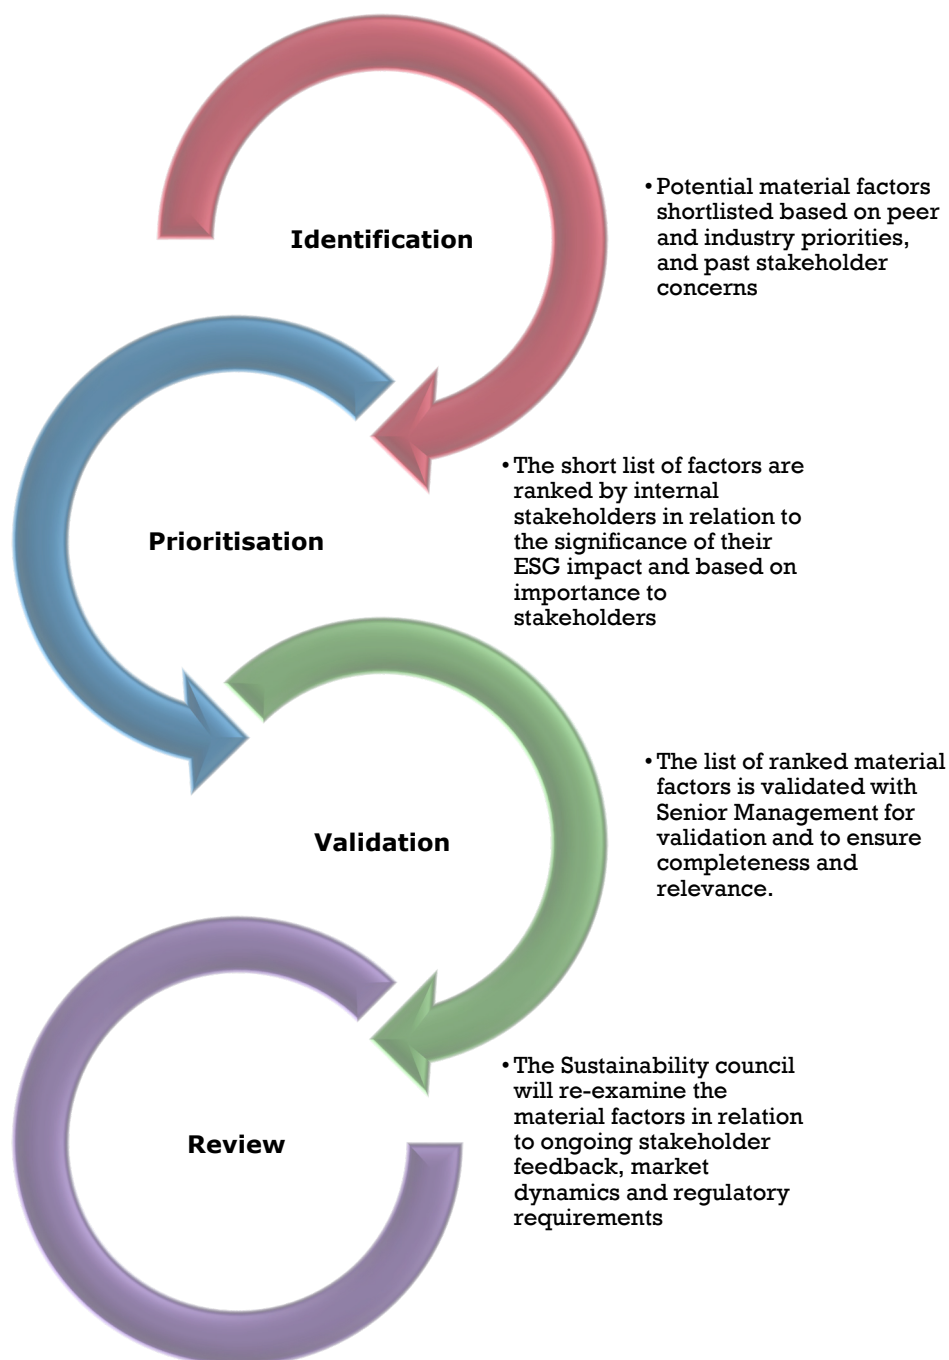 Identification
• Potential material factors
shortlisted based on peer
and industry priorities,
and past stakeholder
concerns
Prioritisation
• The short list of factors are
ranked by internal
stakeholders in relation to
the significance of their
ESG impact and based on
importance to
stakeholders
Validation
• The list of ranked material
factors is validated with
Senior Management for
validation and to ensure
completeness and
relevance.
Review
• The Sustainability council
will re-examine the
material factors in relation
to ongoing stakeholder
feedback, market
dynamics and regulatory
requirements